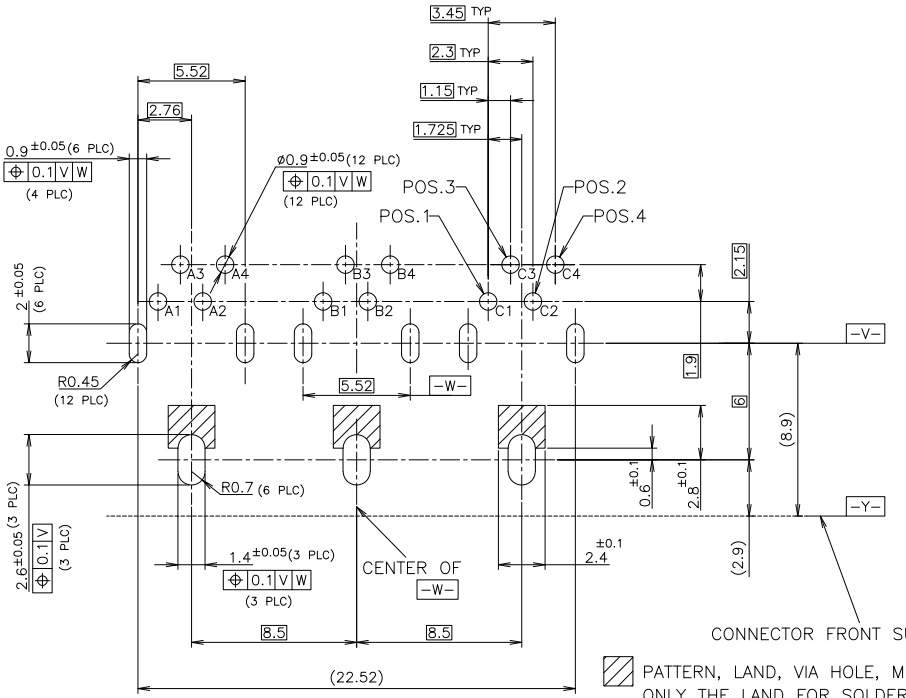 3.45 TYP
2.3 TYP
5.52
1.15 TYP
2.76
1.725 TYP
0.9 ±0.05 (6 PLC)
⌖ 0.1 V W
(4 PLC)
ø0.9 ±0.05 (12 PLC)
⌖ 0.1 V W
(12 PLC)
POS.3
POS.2
POS.1
POS.4
A3
A4
B3
B4
C3
C4
2.15
2 ±0.05
(6 PLC)
A1
A2
B1
B2
C1
C2
-V-
R0.45
(12 PLC)
5.52
-W-
1.9
6
(8.9)
R0.7 (6 PLC)
0.6 ±0.1
2.8 ±0.1
2.6 ±0.05 (3 PLC)
⌖ 0.1 V
(3 PLC)
-Y-
1.4 ±0.05 (3 PLC)
⌖ 0.1 V W
(3 PLC)
CENTER OF
-W-
2.4 ±0.1
(2.9)
8.5
8.5
CONNECTOR FRONT SU
(22.52)
PATTERN, LAND, VIA HOLE, M
ONLY THE LAND FOR SOLDER